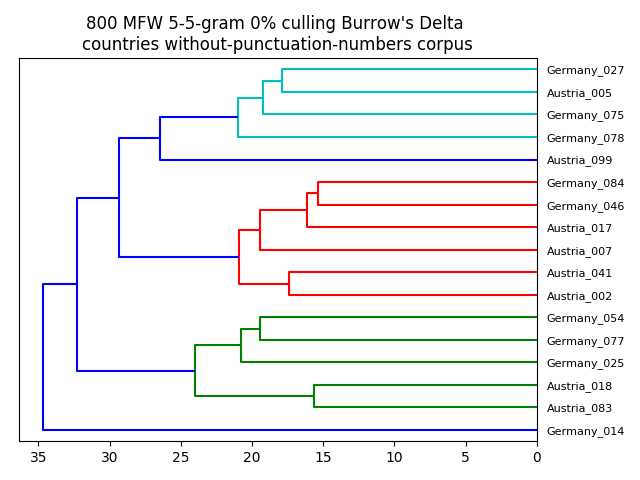 800 MFW 5-5-gram 0% culling Burrow's Delta
countries without-punctuation-numbers corpus
Germany_027
Austria_005
Germany_075
Germany_078
Austria_099
Germany_084
Germany_046
Austria_017
Austria_007
Austria_041
Austria_002
Germany_054
Germany_077
Germany_025
Austria_018
Austria_083
Germany_014
35 30 25 20 15 10 5 0